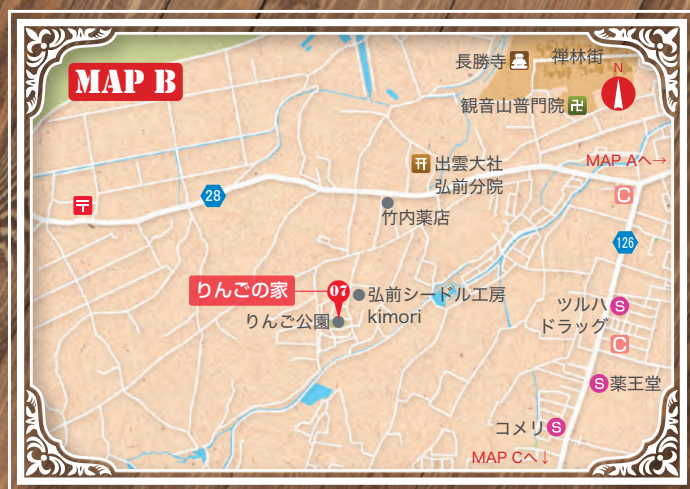 MAP B
長勝寺
禅林街
N
観音山普門院
MAP Aへ→
出雲大社
弘前分院
C
28
竹内薬店
126
りんごの家
07
弘前シードル工房
kimori
りんご公園
ツルハ
ドラッグ
S
C
S
薬王堂
コメリ
S
MAP Cへ↓